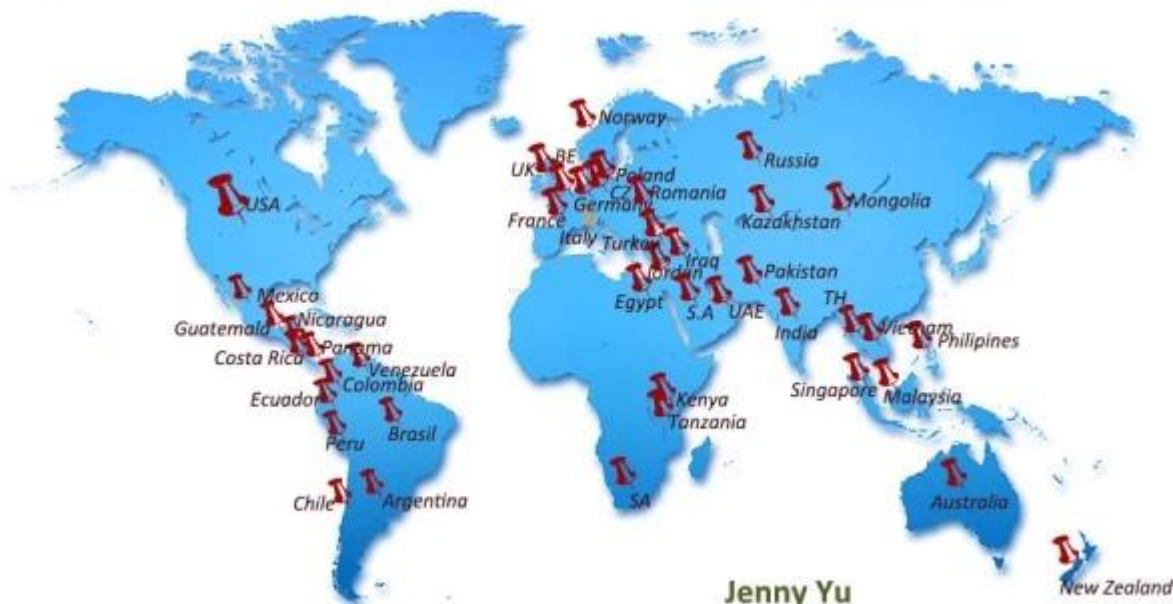 Norway
UK
BE
Poland
Russia
CZ
Romania
USA
Germany
Kazakhstan
Mongolia
France
Italy
Turkey
Iraq
Jordan
Pakistan
Egypt
S.A
UAE
TH
India
Vietnam
Philipines
Mexico
Guatemala
Nicaragua
Costa Rica
Panama
Venezuela
Singapore
Malaysia
Colombia
Ecuador
Kenya
Tanzania
Peru
Brasil
Chile
Argentina
SA
Australia
New Zealand
Jenny Yu